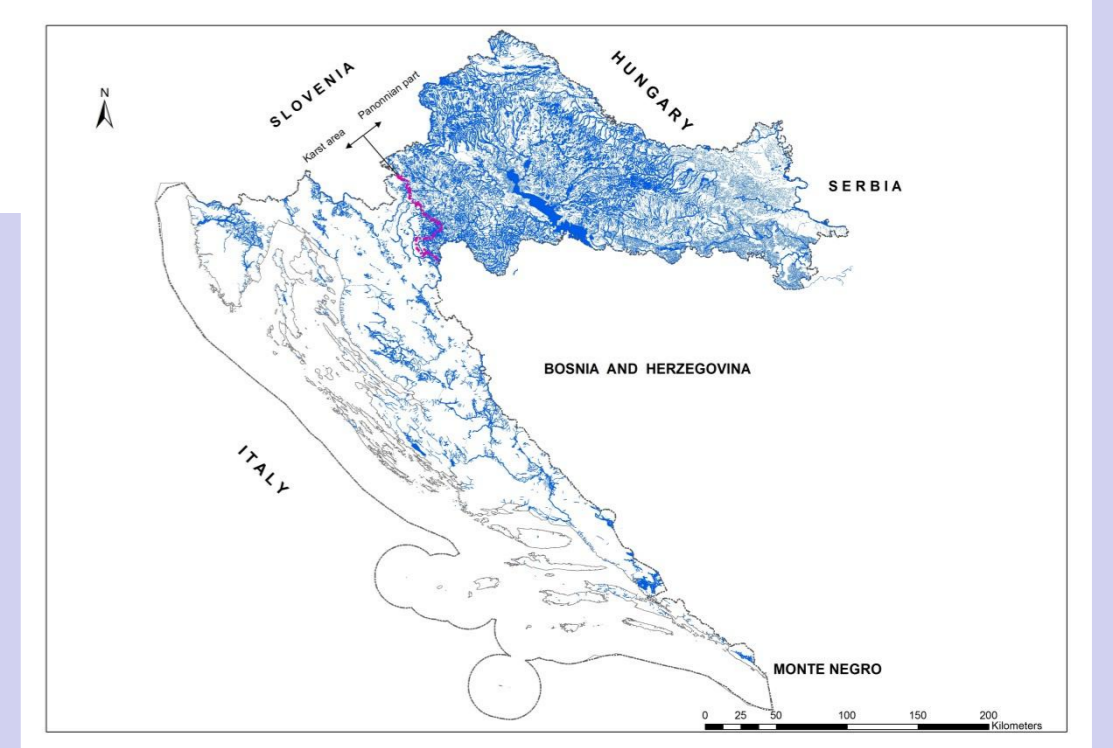 N
SLOVENIA
HUNGARY
Karst area
Panonnian part
SERBIA
BOSNIA AND HERZEGOVINA
ITALY
MONTE NEGRO
0 25 50 100 150 200
Kilometers